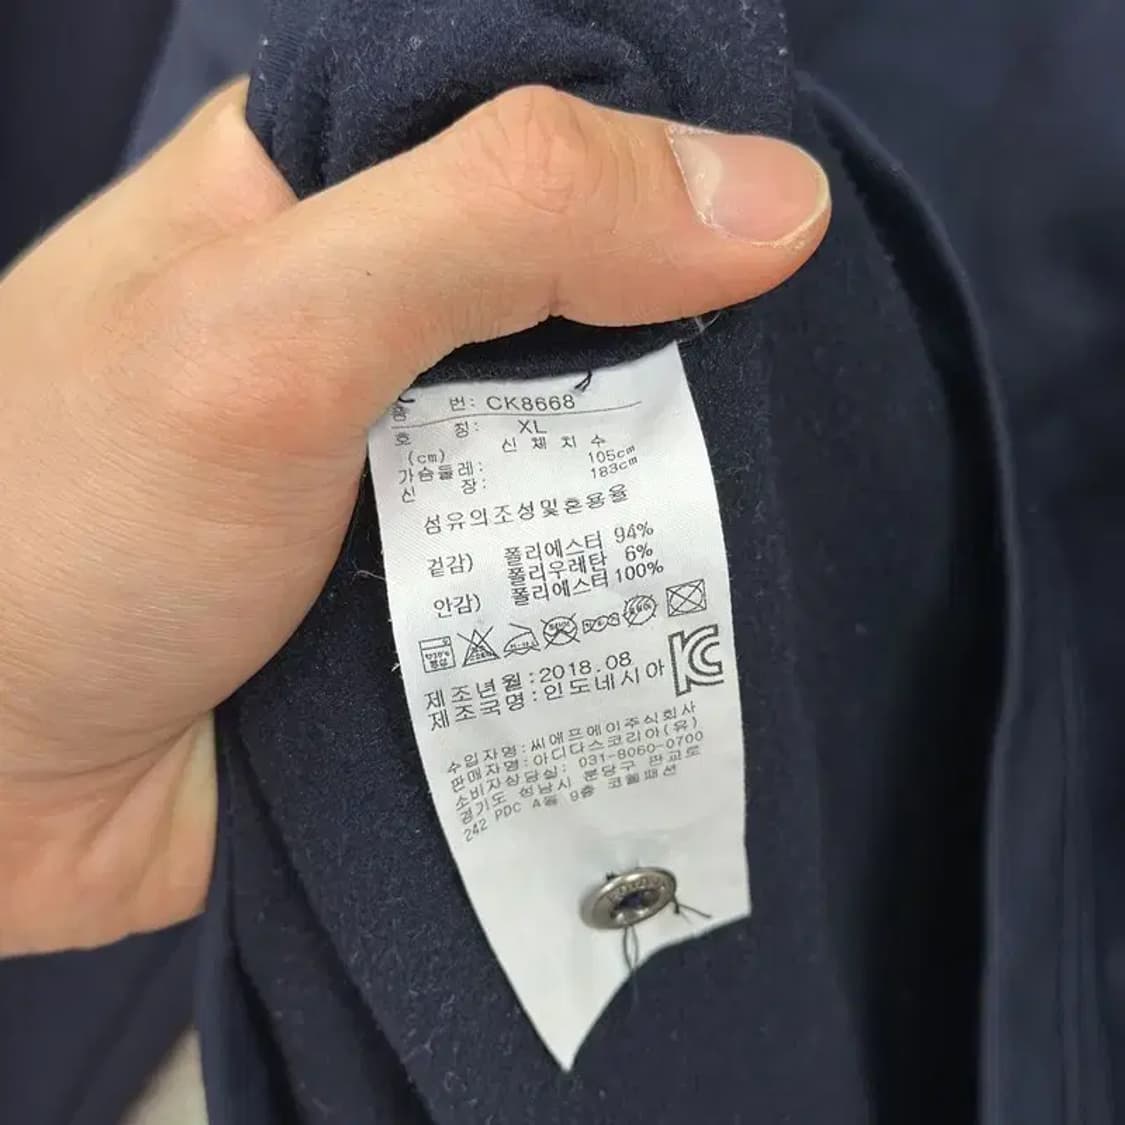 품 번: CK8668
호 칭: XL
신 체 치 수
(cm)
가슴둘레: 105cm
신 장: 183cm
섬유의조성및혼용율
겉감) 폴리에스터 94%
폴리우레탄 6%
안감) 폴리에스터 100%
제조년월:2018.08
제조국명:인도네시아
수입자명:씨에프에이주식회사
판매자명:아디다스코리아(유)
소비자상담실: 031-8060-0700
경기도 성남시 분당구 판교로
242 PDC A동 9층 코웰패션